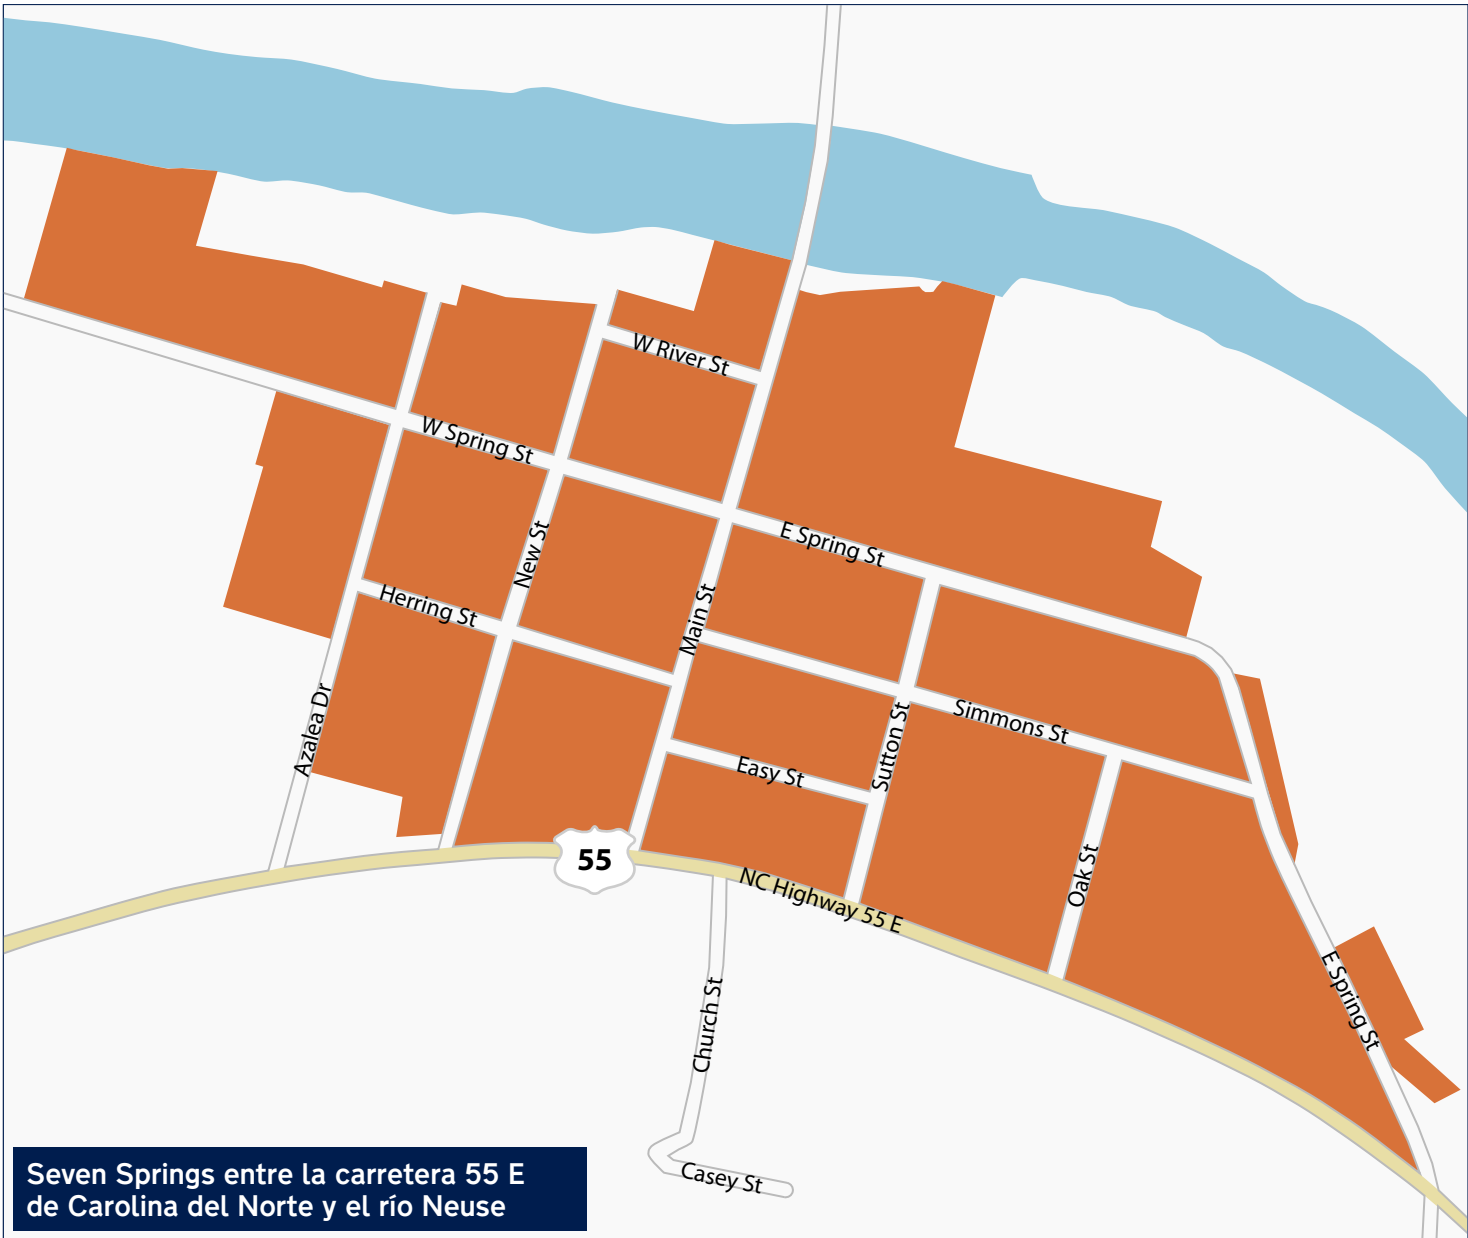 W River St
W Spring St
E Spring St
New St
Main St
Herring St
Azalea Dr
Simmons St
Sutton St
Easy St
Oak St
55
NC Highway 55 E
E Spring St
Church St
Casey St
Seven Springs entre la carretera 55 E
de Carolina del Norte y el río Neuse